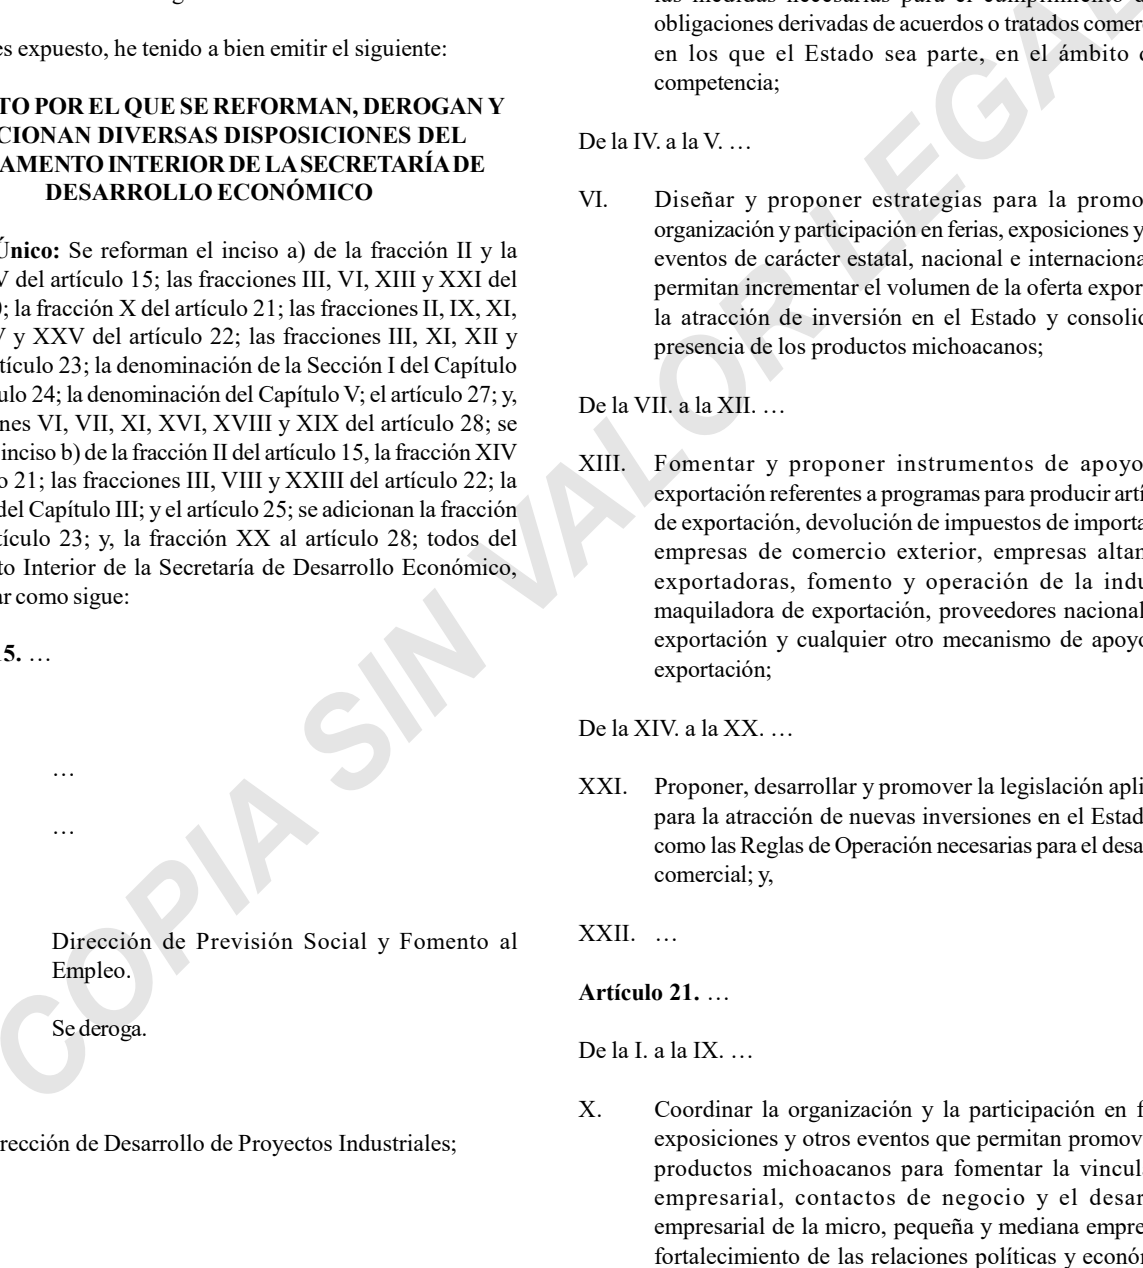 es expuesto, he tenido a bien emitir el siguiente:
TO POR EL QUE SE REFORMAN, DEROGAN Y
CIONAN DIVERSAS DISPOSICIONES DEL
AMENTO INTERIOR DE LA SECRETARÍA DE
DESARROLLO ECONÓMICO
Único: Se reforman el inciso a) de la fracción II y la
V del artículo 15; las fracciones III, VI, XIII y XXI del
; la fracción X del artículo 21; las fracciones II, IX, XI,
V y XXV del artículo 22; las fracciones III, XI, XII y
tículo 23; la denominación de la Sección I del Capítulo
ulo 24; la denominación del Capítulo V; el artículo 27; y,
nes VI, VII, XI, XVI, XVIII y XIX del artículo 28; se
inciso b) de la fracción II del artículo 15, la fracción XIV
o 21; las fracciones III, VIII y XXIII del artículo 22; la
del Capítulo III; y el artículo 25; se adicionan la fracción
tículo 23; y, la fracción XX al artículo 28; todos del
to Interior de la Secretaría de Desarrollo Económico,
ar como sigue:
15. …
…
…
Dirección de Previsión Social y Fomento al
Empleo.
Se deroga.
rección de Desarrollo de Proyectos Industriales;
las medidas necesarias para el cumplimiento d
obligaciones derivadas de acuerdos o tratados comer
en los que el Estado sea parte, en el ámbito d
competencia;
De la IV. a la V. …
VI. Diseñar y proponer estrategias para la promo
organización y participación en ferias, exposiciones y
eventos de carácter estatal, nacional e internaciona
permitan incrementar el volumen de la oferta expor
la atracción de inversión en el Estado y consolid
presencia de los productos michoacanos;
De la VII. a la XII. …
XIII. Fomentar y proponer instrumentos de apoyo
exportación referentes a programas para producir artí
de exportación, devolución de impuestos de importa
empresas de comercio exterior, empresas altan
exportadoras, fomento y operación de la indu
maquiladora de exportación, proveedores nacional
exportación y cualquier otro mecanismo de apoyo
exportación;
De la XIV. a la XX. …
XXI. Proponer, desarrollar y promover la legislación apli
para la atracción de nuevas inversiones en el Estad
como las Reglas de Operación necesarias para el desa
comercial; y,
XXII. …
Artículo 21. …
De la I. a la IX. …
X. Coordinar la organización y la participación en f
exposiciones y otros eventos que permitan promov
productos michoacanos para fomentar la vincula
empresarial, contactos de negocio y el desar
empresarial de la micro, pequeña y mediana empre
fortalecimiento de las relaciones políticas y económ
COPIA SIN VALOR LEGAL